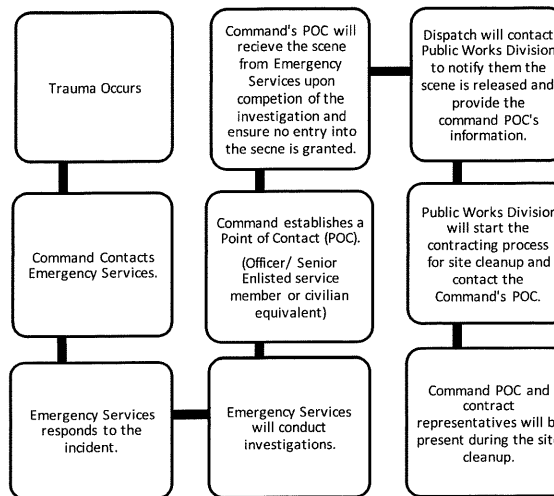 Trauma Occurs
Command Contacts
Emergency Services.
Emergency Services
responds to the
incident.
Emergency Services
will conduct
investigations.
Command establishes a
Point of Contact (POC).
(Officer/ Senior
Enlisted service
member or civilian
equivalent)
Command's POC will
recieve the scene
from Emergency
Services upon
competion of the
investigation and
ensure no entry into
the secne is granted.
Dispatch will contact
Public Works Division
to notify them the
scene is released and
provide the
command POC's
information.
Public Works Division
will start the
contracting process
for site cleanup and
contact the
Command's POC.
Command POC and
contract
representatives will be
present during the site
cleanup.